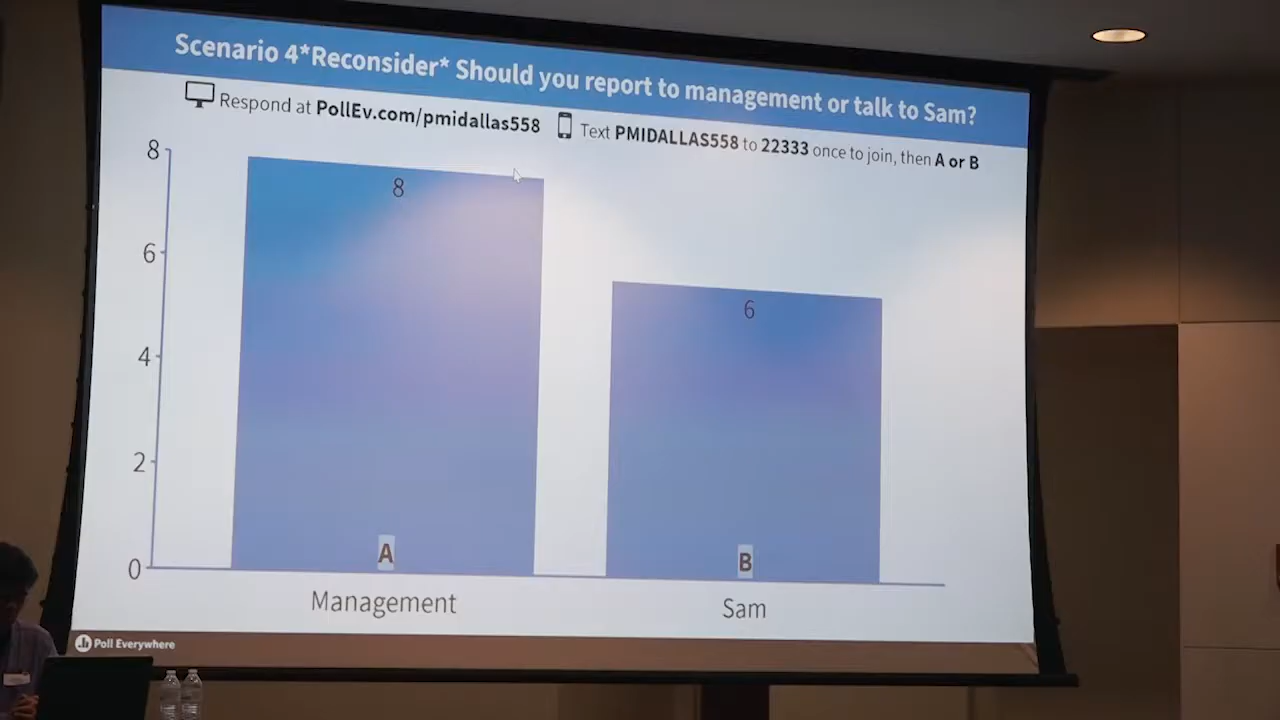 Scenario 4*Reconsider* Should you report to management or talk to Sam?
Respond at PollEv.com/pmidallas558 Text PMIDALLAS558 to 22333 once to join, then A or B
8
6
4
2
0
8
6
A
B
Management
Sam
Poll Everywhere